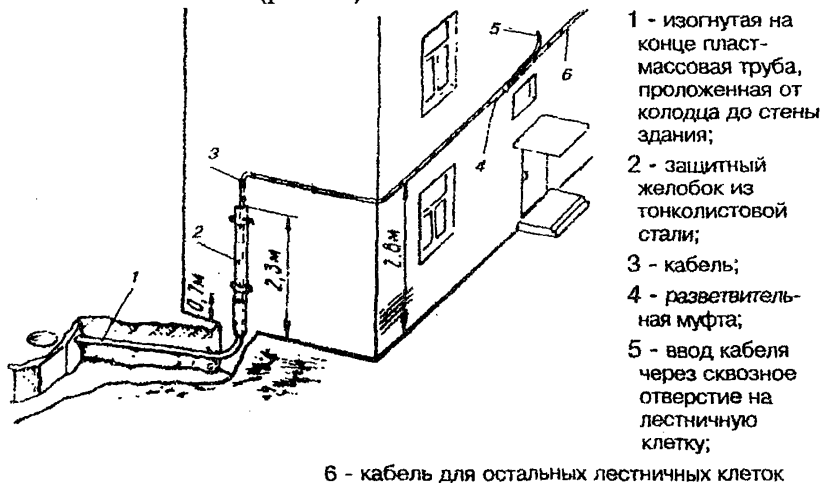 1 - изогнутая на
конце пласт-
массовая труба,
проложенная от
колодца до стены
здания;
2 - защитный
желобок из
тонколистовой
стали;
3 - кабель;
4 - разветвитель-
ная муфта;
5 - ввод кабеля
через сквозное
отверстие на
лестничную
клетку;
6 - кабель для остальных лестничных клеток
5
6
4
3
2
1
0,7м
2,3м
2.8м